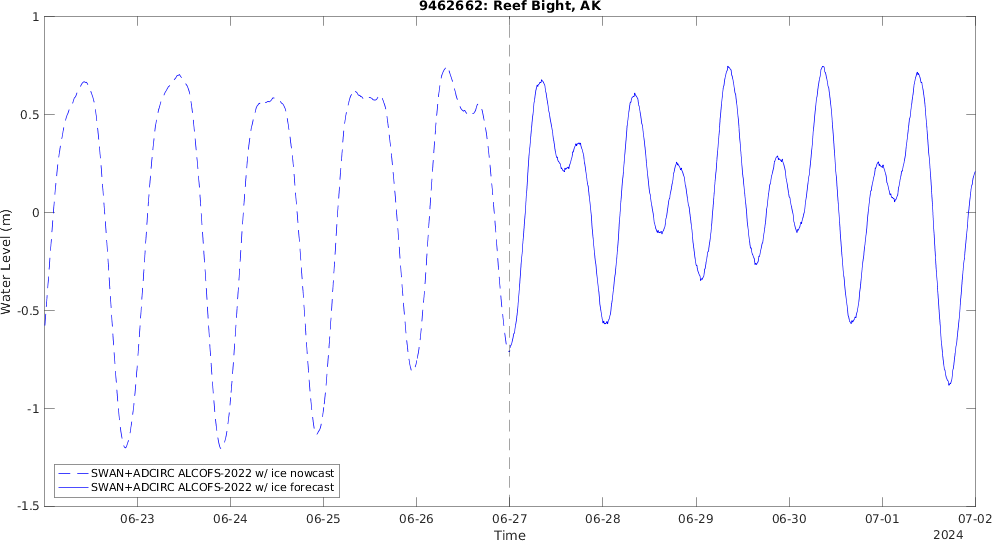 9462662: Reef Bight, AK
1
0.5
0
-0.5
-1
-1.5
Water Level (m)
SWAN+ADCIRC ALCOFS-2022 w/ ice nowcast
SWAN+ADCIRC ALCOFS-2022 w/ ice forecast
06-23 06-24 06-25 06-26 06-27 06-28 06-29 06-30 07-01 07-02
Time
2024